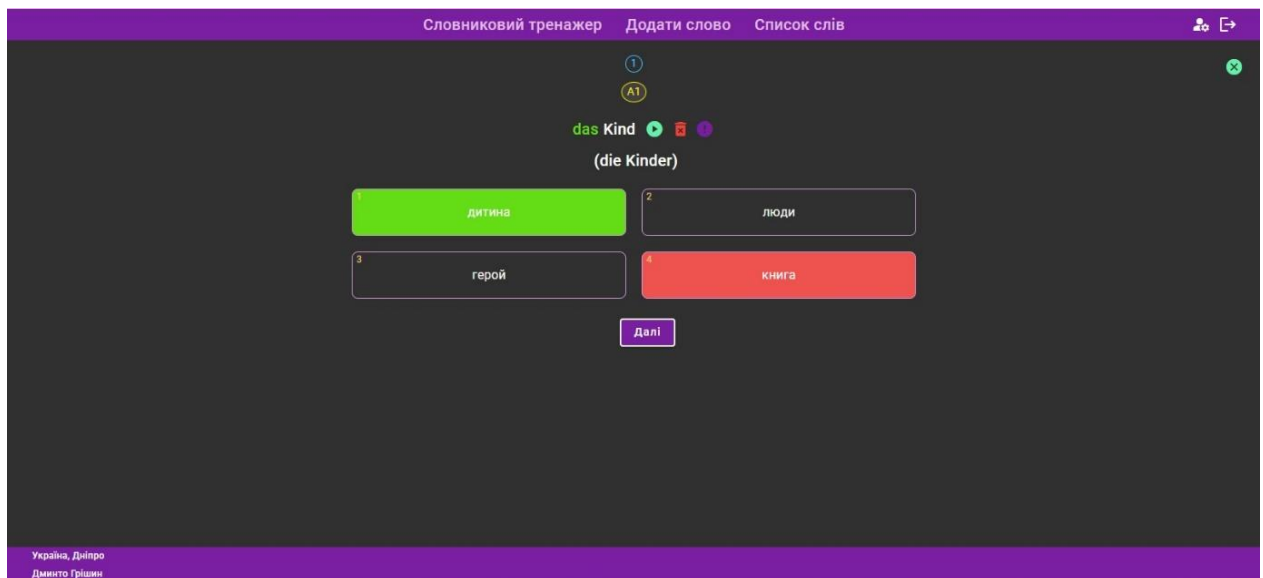 Словниковий тренажер Додати слово Список слів
1
A1
das Kind
(die Kinder)
1 дитина
2 люди
3 герой
4 книга
Далі
Україна, Дніпро
Дминто Грішин